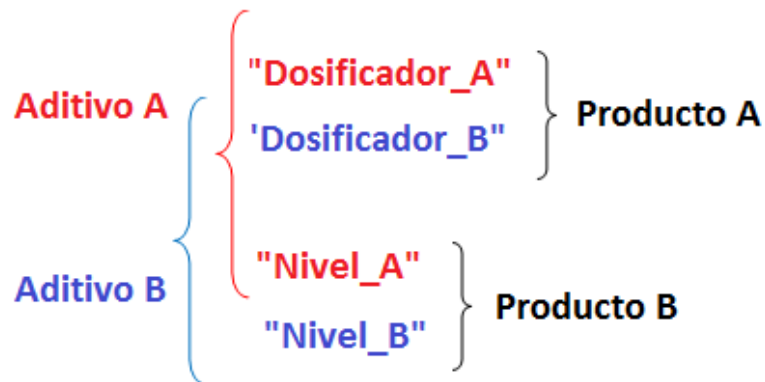 "Dosificador_A"
Aditivo A
Producto A
'Dosificador_B"
"Nivel_A"
Aditivo B
Producto B
"Nivel_B"